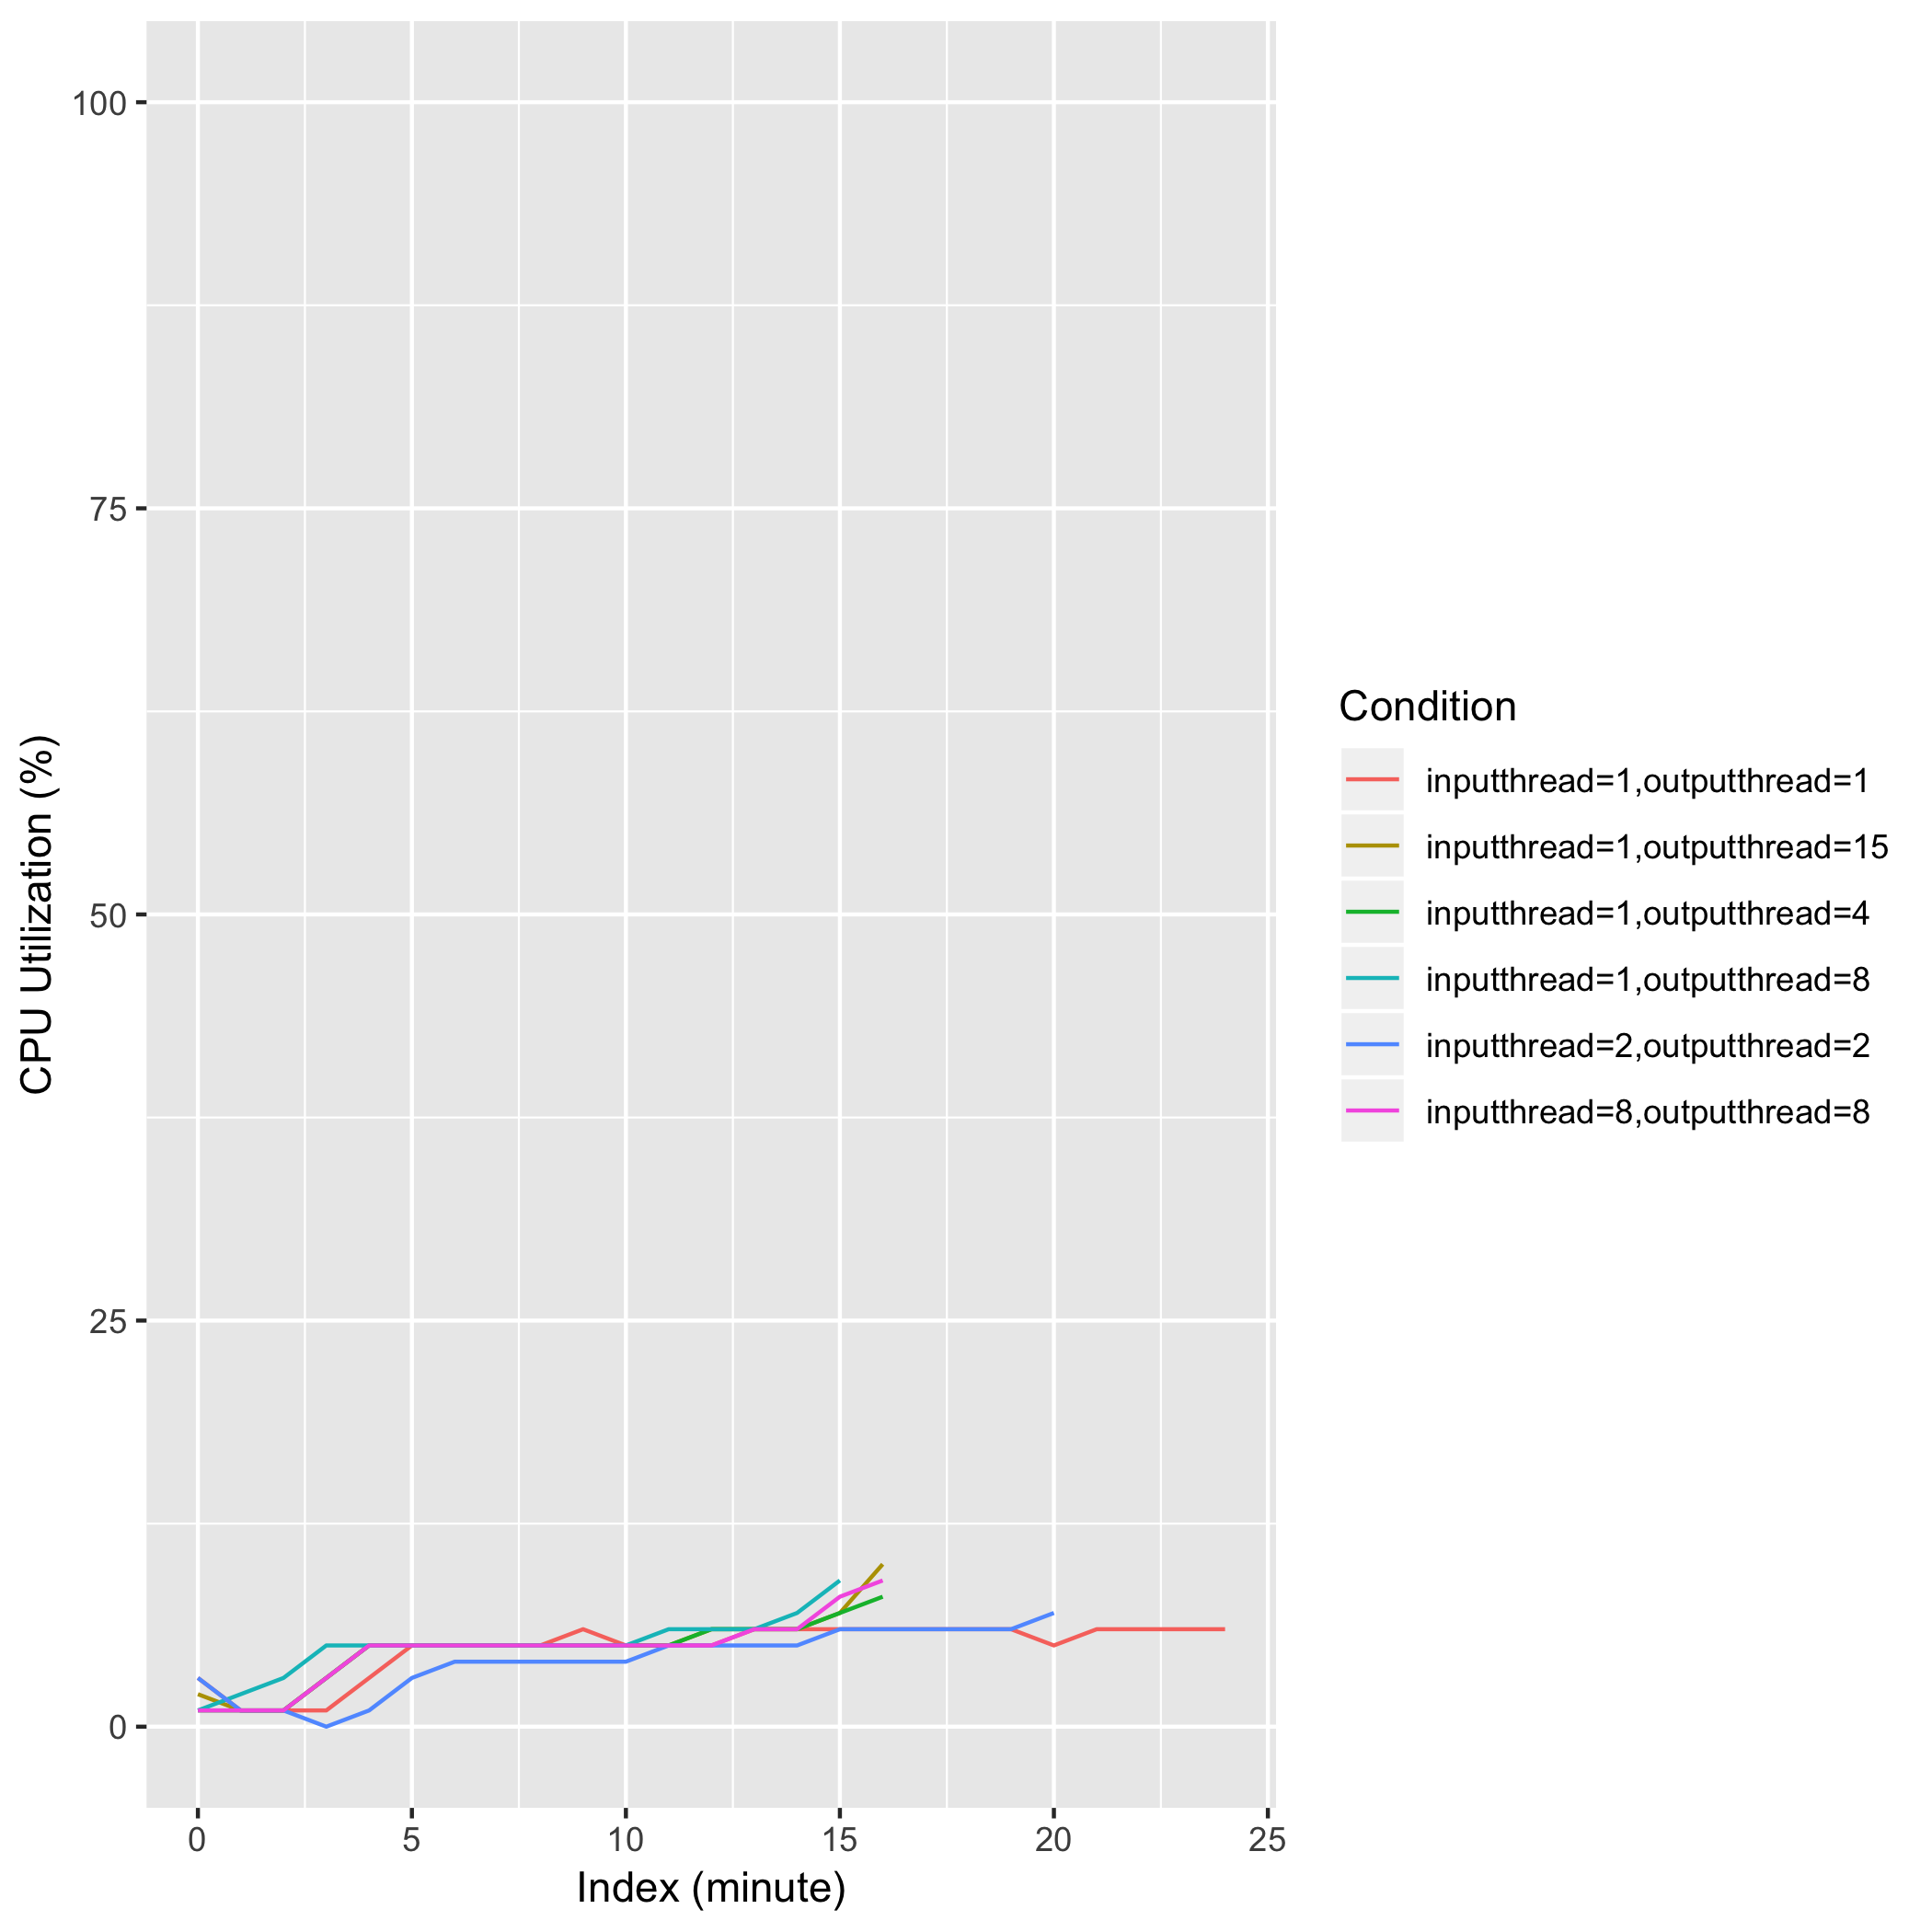 100
75
50
25
0
CPU Utilization (%)
0 5 10 15 20 25
Index (minute)
Condition
inputthread=1,outputthread=1
inputthread=1,outputthread=15
inputthread=1,outputthread=4
inputthread=1,outputthread=8
inputthread=2,outputthread=2
inputthread=8,outputthread=8